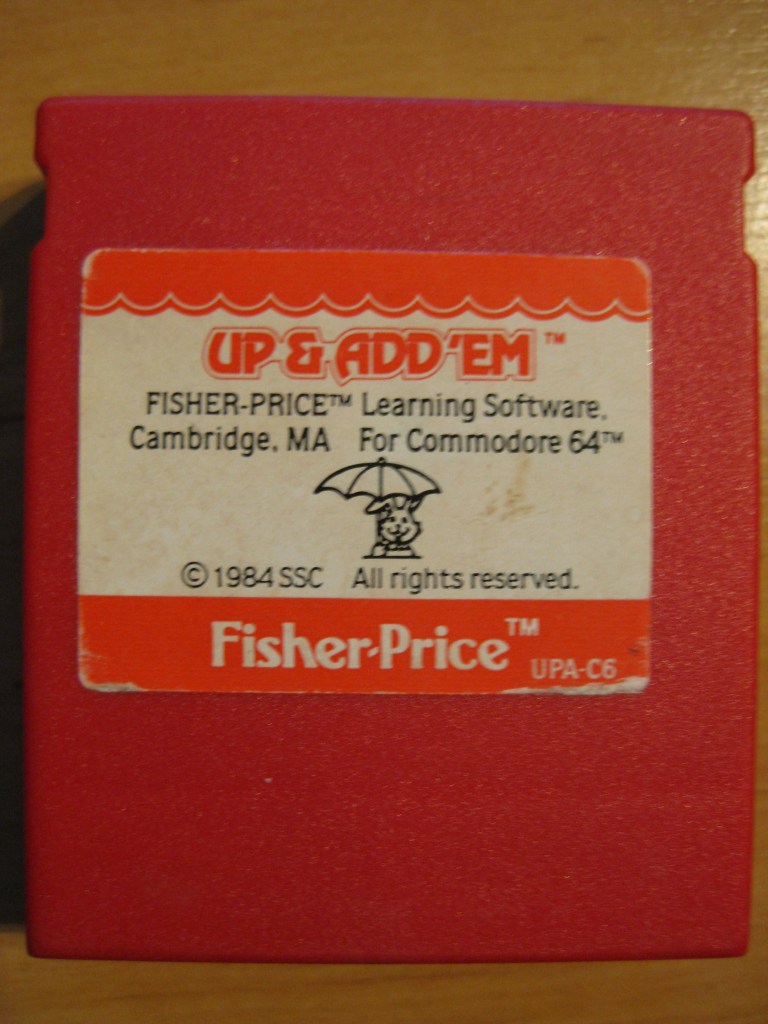 UP & ADD 'EM™
FISHER-PRICE™ Learning Software,
Cambridge, MA For Commodore 64™
© 1984 SSC All rights reserved.
Fisher-Price™
UPA-C6